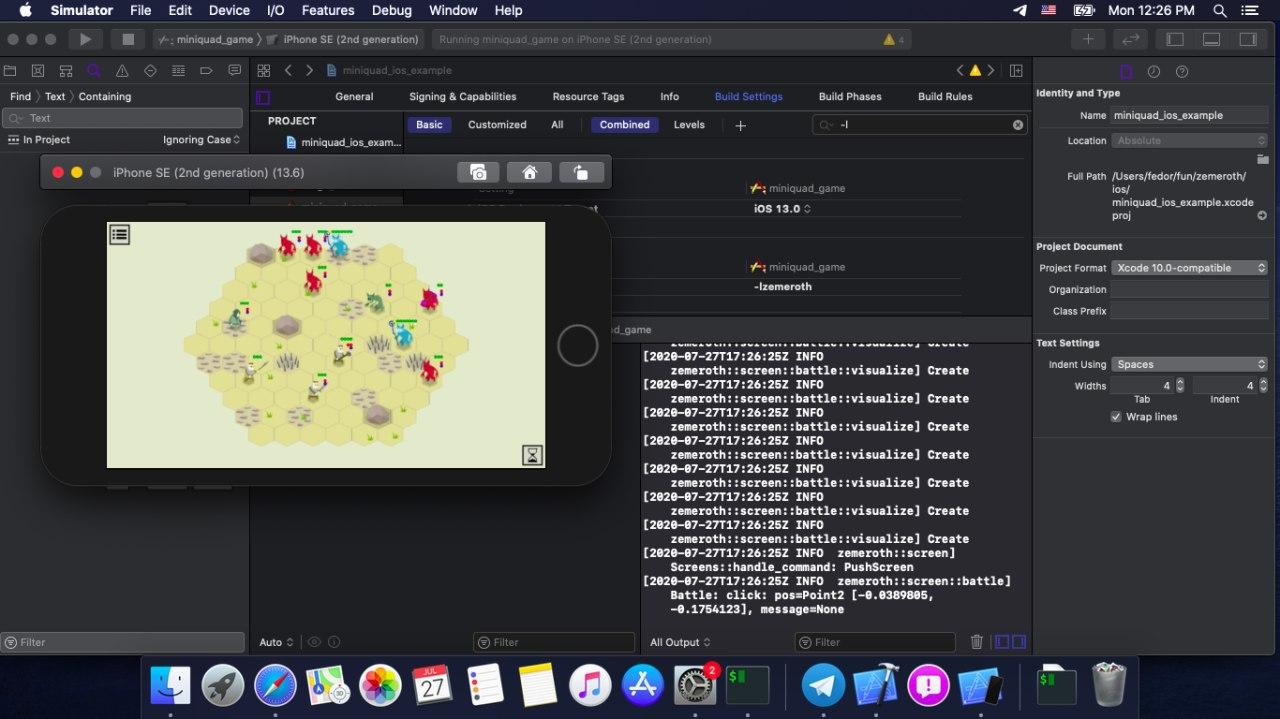 Simulator File Edit View Device I/O Features Debug Window Help Mon 12:26 PM
miniquad_game iPhone SE (2nd generation) Running miniquad_game on iPhone SE (2nd generation) 4
miniquad_ios_example
Find Text Containing
Text
In Project Ignoring Case
General Signing & Capabilities Resource Tags Info Build Settings Build Phases Build Rules
PROJECT
miniquad_ios_exam...
Basic Customized All Combined Levels
-l
iPhone SE (2nd generation) (13.6)
miniquad_game
iOS 13.0
miniquad_game
-lzemeroth
d_game
zemeroth::screen::battle::visualize] Create
[2020-07-27T17:26:25Z INFO
zemeroth::screen::battle::visualize] Create
[2020-07-27T17:26:25Z INFO
zemeroth::screen::battle::visualize] Create
[2020-07-27T17:26:25Z INFO
zemeroth::screen::battle::visualize] Create
[2020-07-27T17:26:25Z INFO
zemeroth::screen::battle::visualize] Create
[2020-07-27T17:26:25Z INFO
zemeroth::screen::battle::visualize] Create
[2020-07-27T17:26:25Z INFO
zemeroth::screen::battle::visualize] Create
[2020-07-27T17:26:25Z INFO
zemeroth::screen::battle::visualize] Create
[2020-07-27T17:26:25Z INFO zemeroth::screen]
Screens::handle_command: PushScreen
[2020-07-27T17:26:25Z INFO zemeroth::screen::battle]
Battle: click: pos=Point2 [-0.0389805,
-0.1754123], message=None
Filter
Auto
Filter
All Output
Filter
Identity and Type
Name miniquad_ios_example
Location Absolute
Full Path /Users/fedor/fun/zemeroth/
ios/
miniquad_ios_example.xcode
proj
Project Document
Project Format Xcode 10.0-compatible
Organization
Class Prefix
Text Settings
Indent Using Spaces
Widths 4 4
Tab Indent
Wrap lines
JUL
27
2
$
$